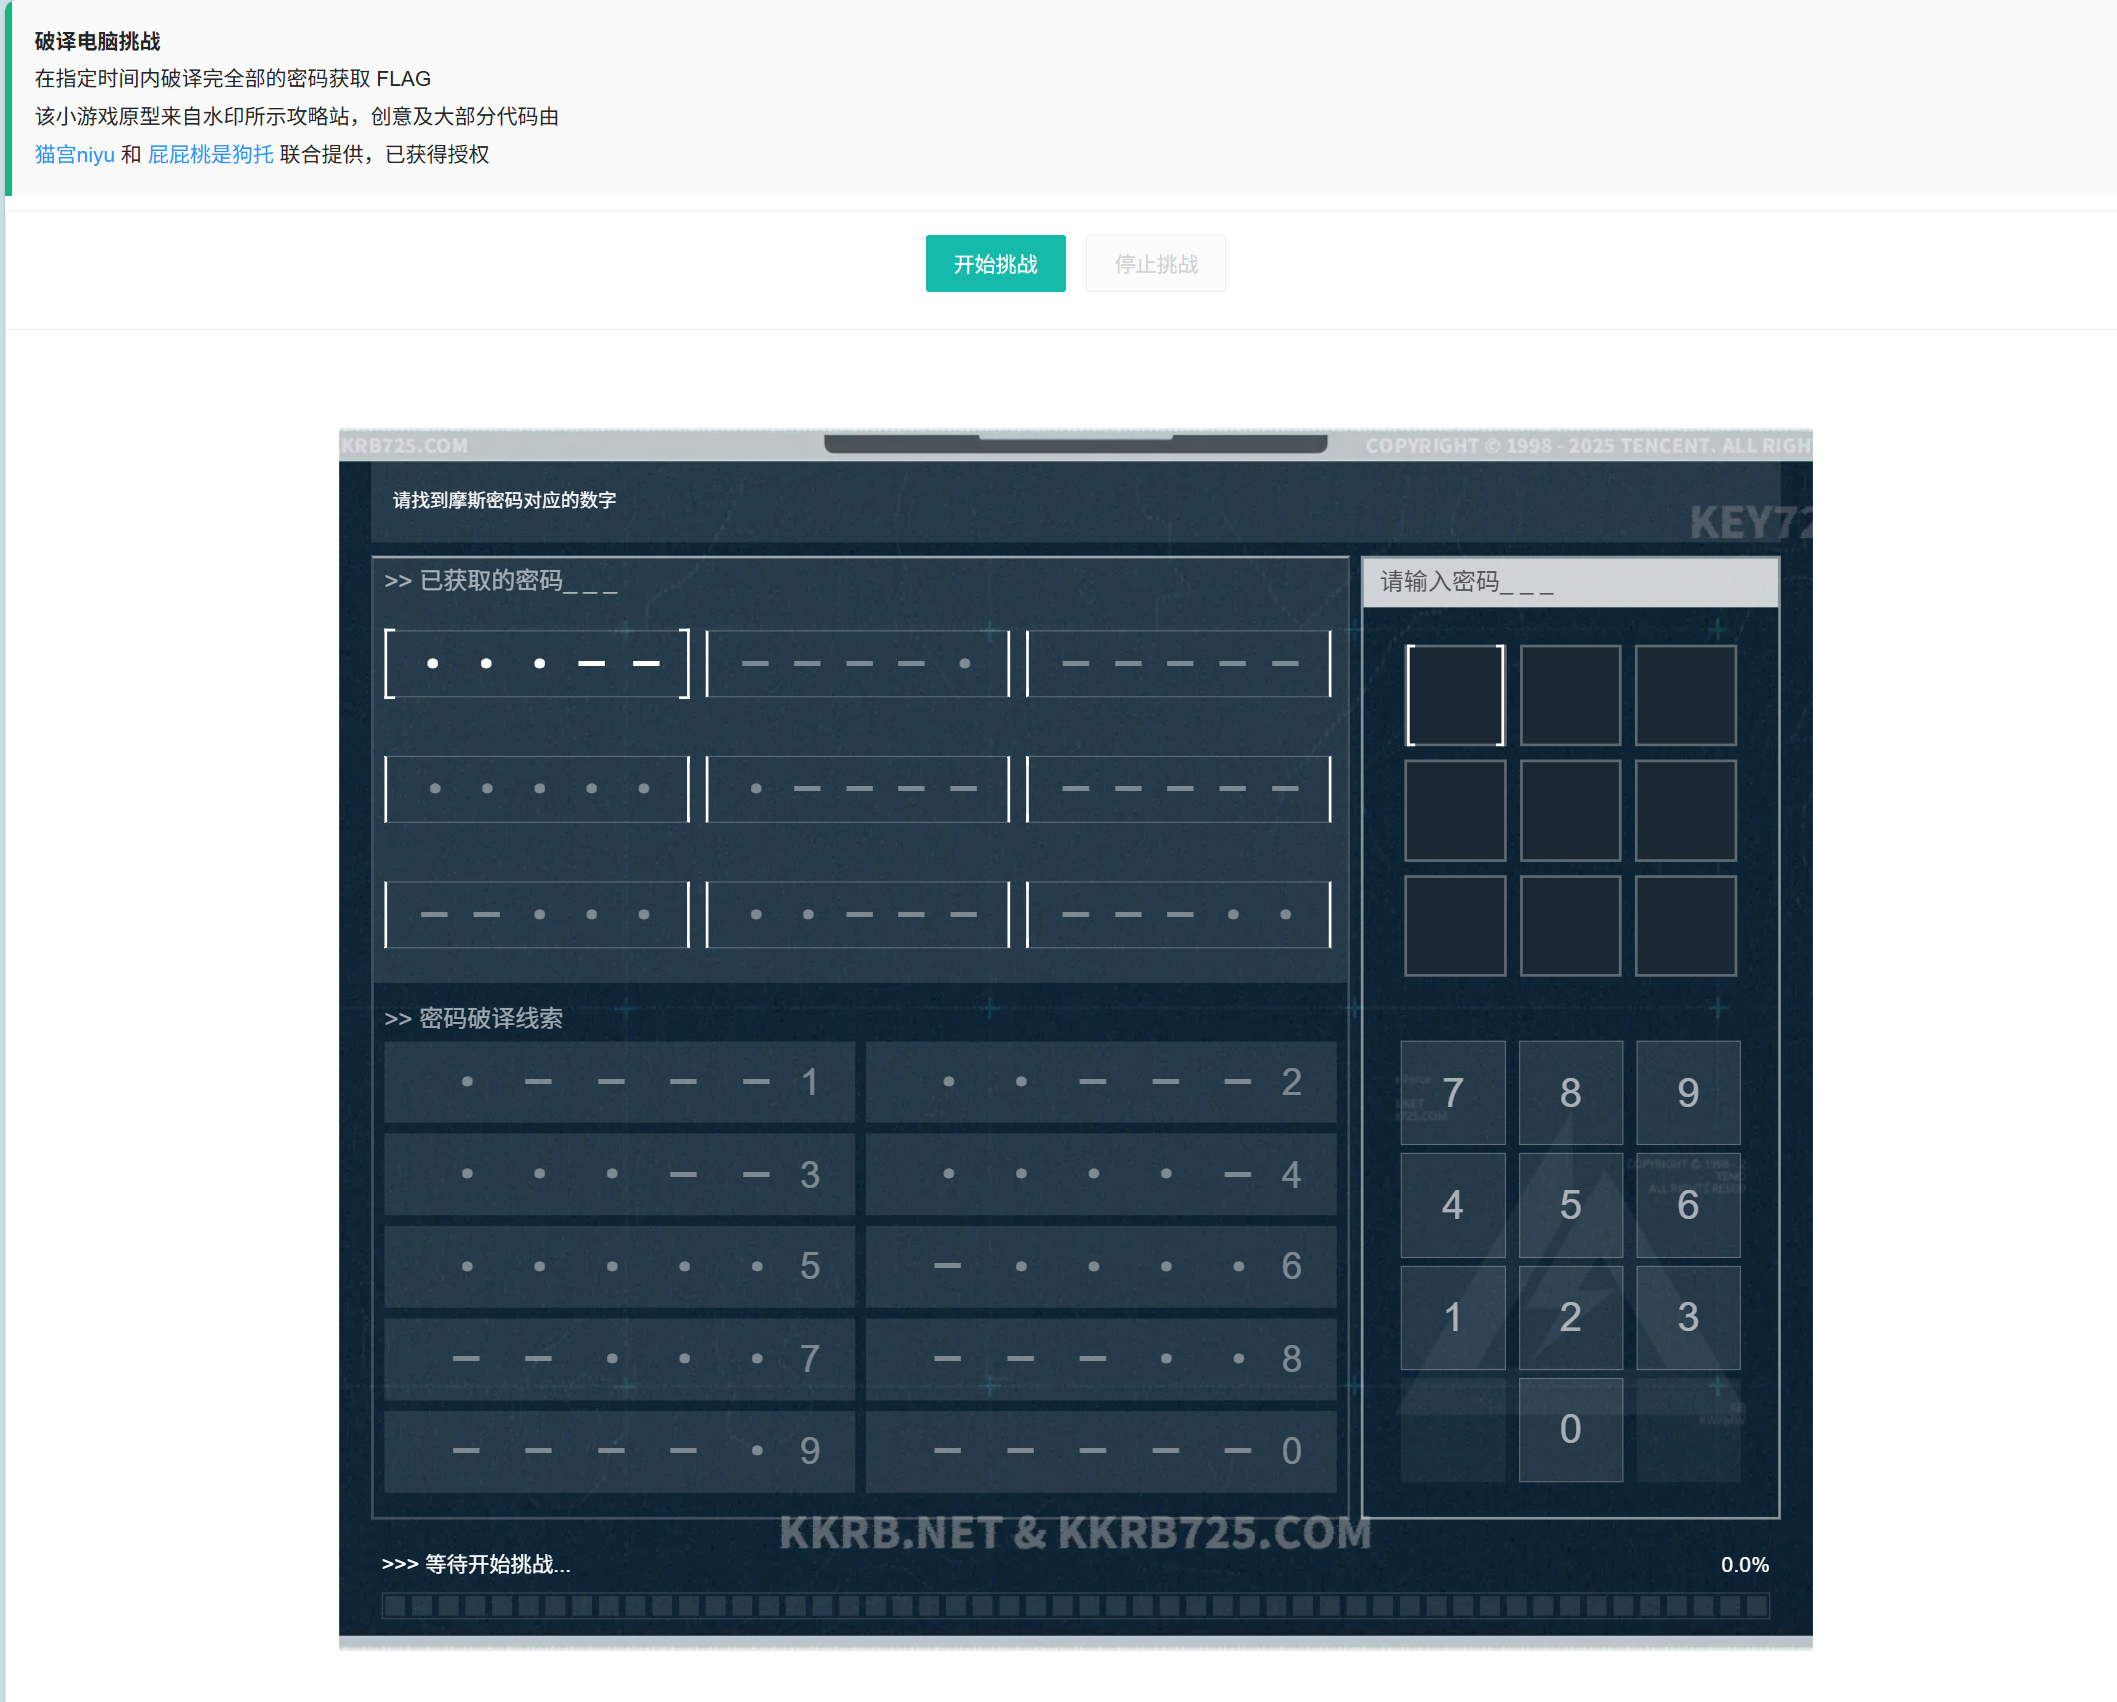 破译电脑挑战
在指定时间内破译完全部的密码获取 FLAG
该小游戏原型来自水印所示攻略站，创意及大部分代码由
猫宫niyu 和 屁屁桃是狗托 联合提供，已获得授权
开始挑战 停止挑战
KRB725.COM COPYRIGHT © 1998 - 2025 TENCENT. ALL RIGH
请找到摩斯密码对应的数字
KEY72
>> 已获取的密码_ _ _
请输入密码_ _ _
• • • — — — — — — • — — — — —
• • • • • • — — — — — — — — —
— — • • • • • — — — — — — • •
>> 密码破译线索
• — — — — 1 • • — — — 2
• • • — — 3 • • • • — 4
• • • • • 5 — • • • • 6
— — • • • 7 — — — • • 8
— — — — • 9 — — — — — 0
7 8 9
4 5 6
1 2 3
0
COPYRIGHT © 1998 - 2
ALL RIGHTS RESER
KKRB.NET & KKRB725.COM
>>> 等待开始挑战... 0.0%